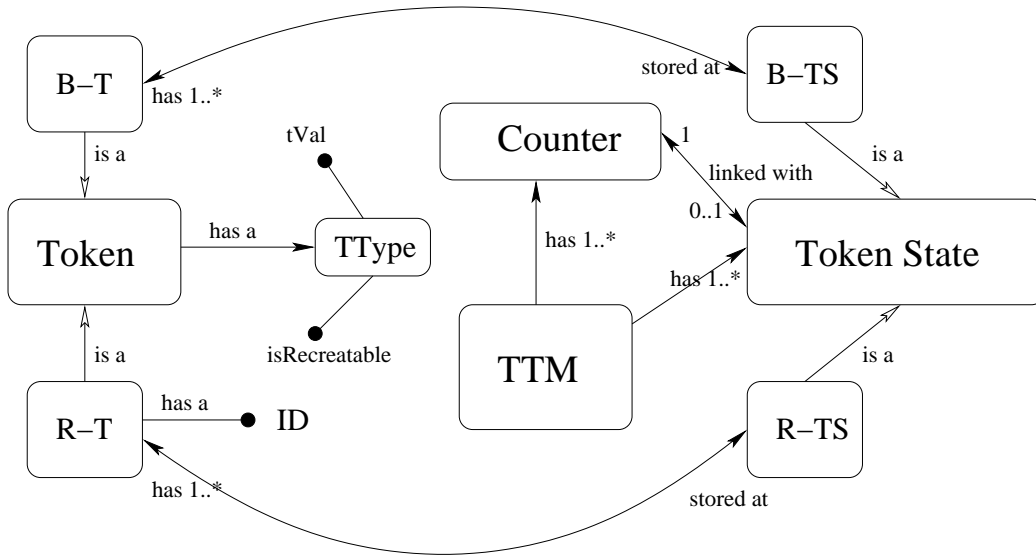 B–T
has 1..*
stored at
B–TS
is a
tVal
Counter
1
is a
linked with
0..1
Token
has a
TType
has 1..*
has 1..*
Token State
is a
isRecreatable
TTM
is a
R–T
has a
ID
R–TS
has 1..*
stored at